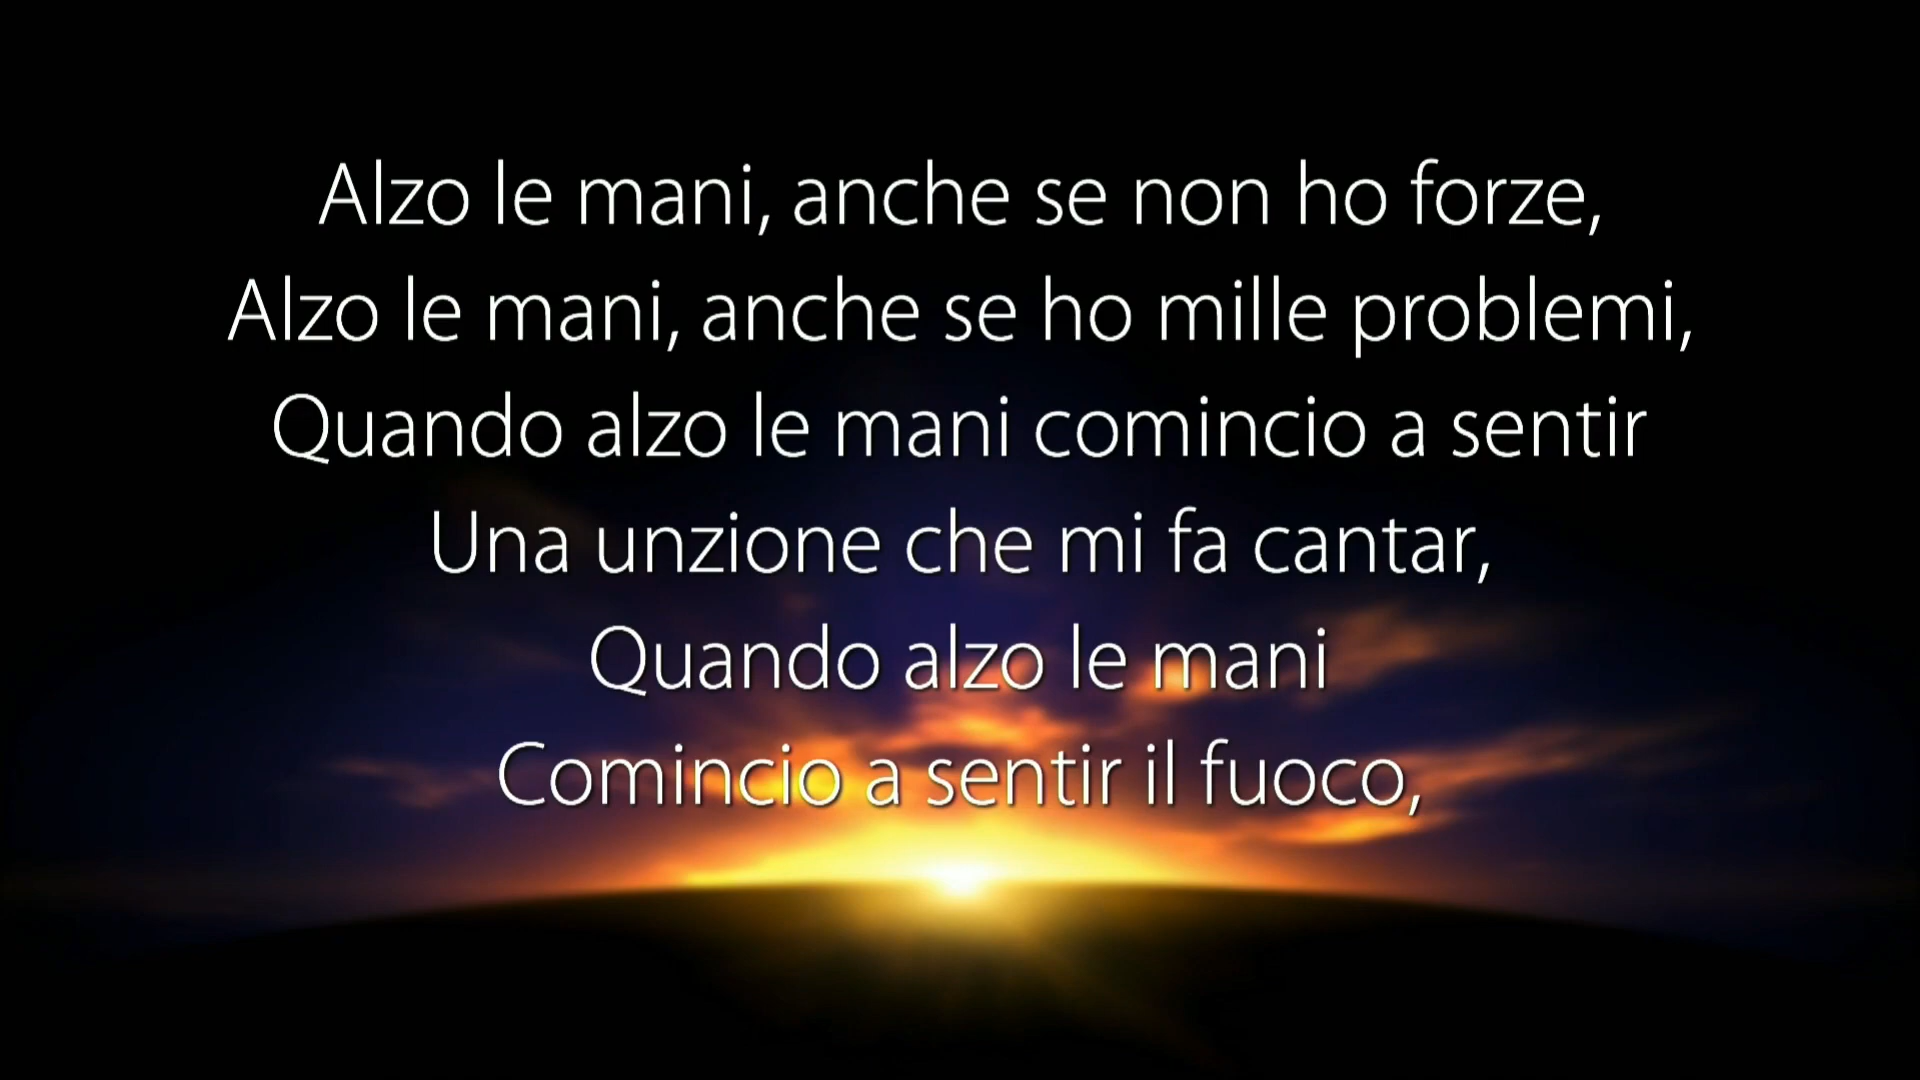 Alzo le mani, anche se non ho forze,
Alzo le mani, anche se ho mille problemi,
Quando alzo le mani comincio a sentir
Una unzione che mi fa cantar,
Quando alzo le mani
Comincio a sentir il fuoco,